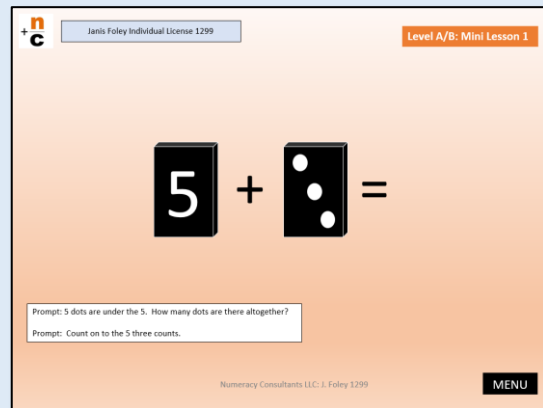 +n
c
Janis Foley Individual License 1299
Level A/B: Mini Lesson 1
5 + =
Prompt: 5 dots are under the 5.  How many dots are there altogether?
Prompt:  Count on to the 5 three counts.
Numeracy Consultants LLC: J. Foley 1299
MENU